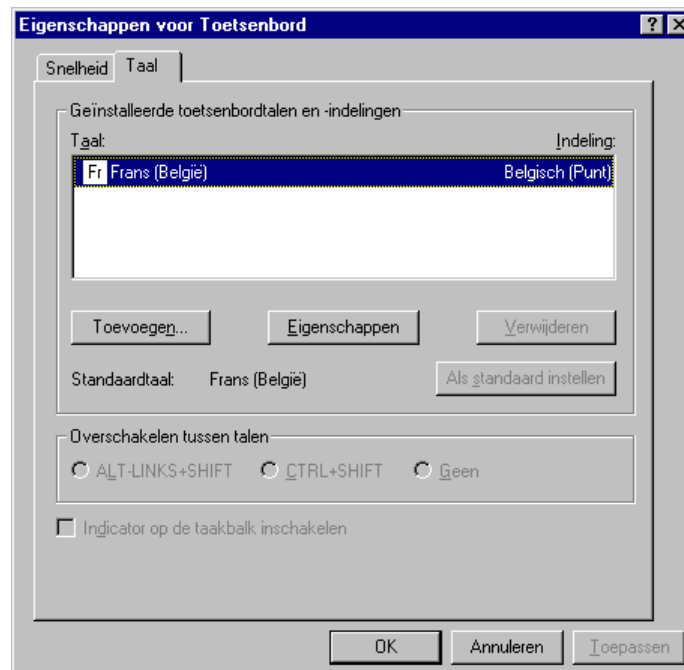 Eigenschappen voor Toetsenbord
Snelheid Taal
Geïnstalleerde toetsenbordtalen en -indelingen
Taal: Indeling:
Fr Frans (België) Belgisch (Punt)
Toevoegen... Eigenschappen Verwijderen
Standaardtaal: Frans (België) Als standaard instellen
Overschakelen tussen talen
ALT-LINKS+SHIFT CTRL+SHIFT Geen
Indicator op de taakbalk inschakelen
OK Annuleren Toepassen